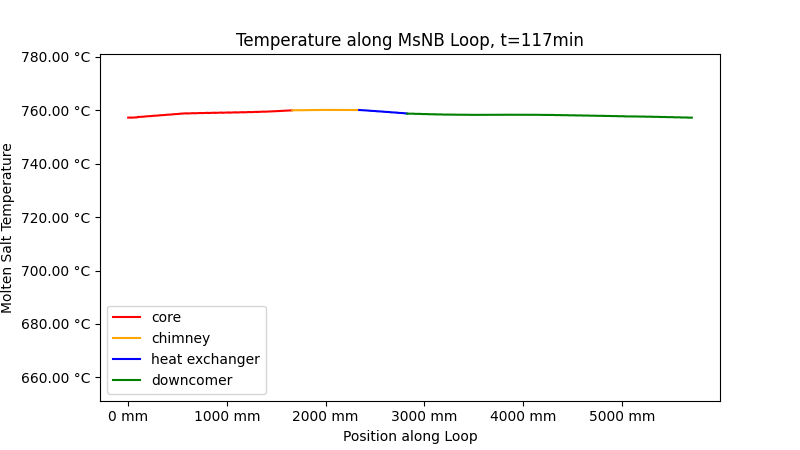 Temperature along MsNB Loop, t=117min
780.00 °C
760.00 °C
740.00 °C
720.00 °C
700.00 °C
680.00 °C
660.00 °C
Molten Salt Temperature
core
chimney
heat exchanger
downcomer
0 mm 1000 mm 2000 mm 3000 mm 4000 mm 5000 mm
Position along Loop